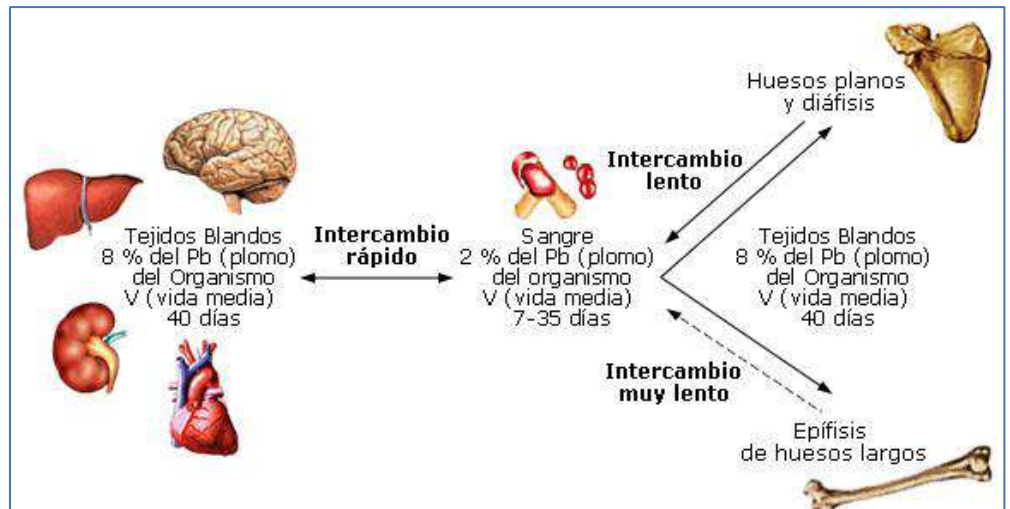 Huesos planos
y diáfisis
Intercambio
lento
Tejidos Blandos
8 % del Pb (plomo)
del Organismo
V (vida media)
40 días
Intercambio
rápido
Sangre
2 % del Pb (plomo)
del organismo
V (vida media)
7-35 días
Tejidos Blandos
8 % del Pb (plomo)
del Organismo
V (vida media)
40 días
Intercambio
muy lento
Epífisis
de huesos largos